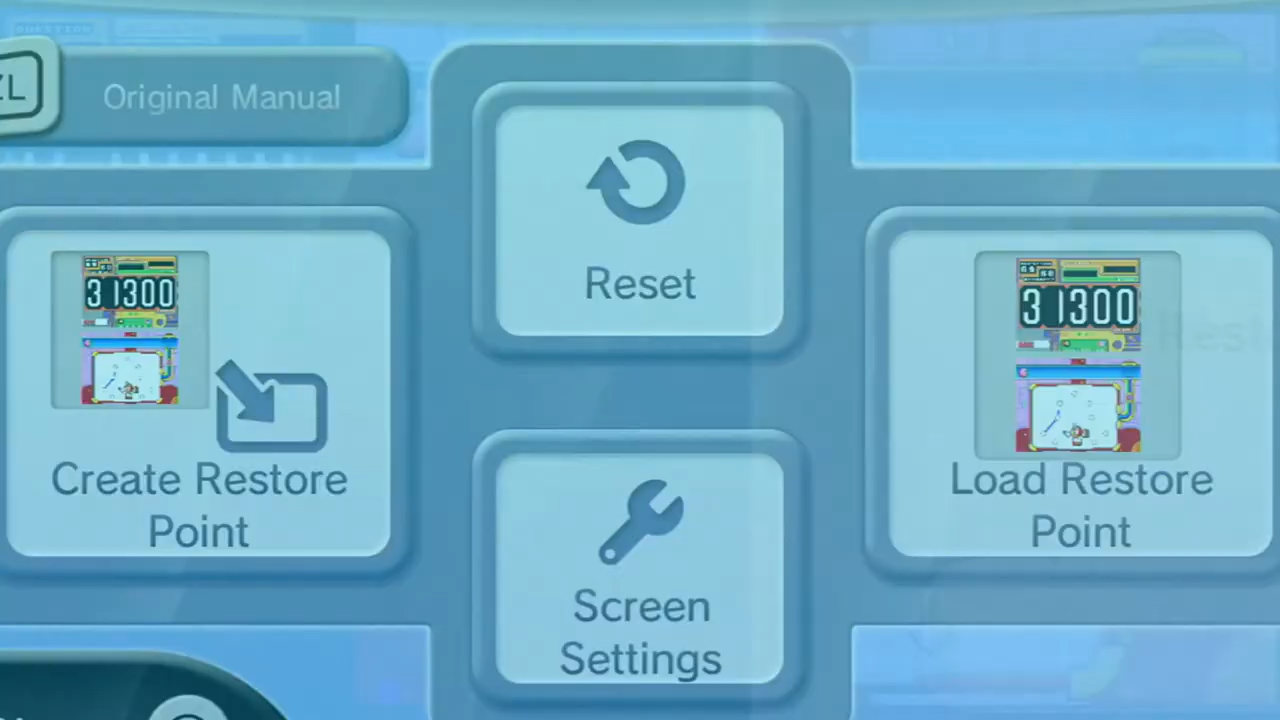 ZL
Original Manual
Reset
31300
31300
Create Restore
Point
Load Restore
Point
Screen
Settings